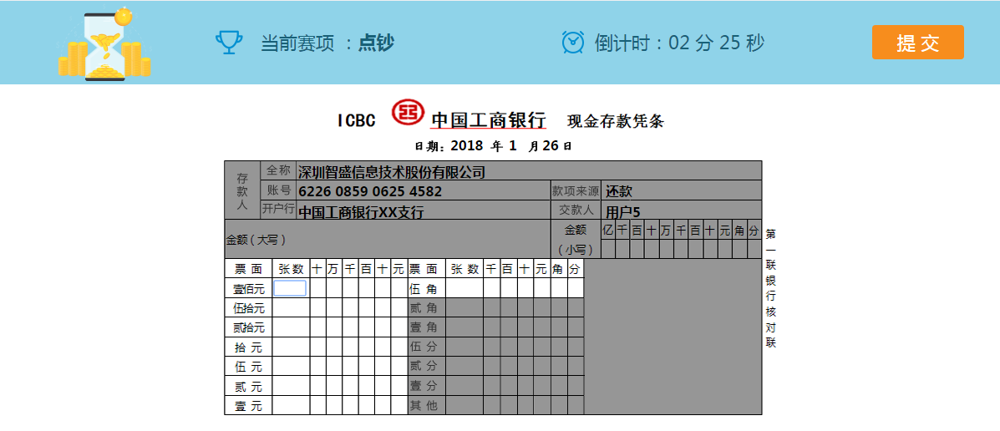 当前赛项 ：点钞
倒计时：02 分 25 秒
提 交
ICBC 中国工商银行 现金存款凭条
日期：2018 年 1 月 26 日
存款人
全称 深圳智盛信息技术股份有限公司
账号 6226 0859 0625 4582 款项来源 还款
开户行 中国工商银行XX支行 交款人 用户5
金额（大写） 金额（小写） 亿 千 百 十 万 千 百 十 元 角 分
票 面 张 数 十 万 千 百 十 元 票 面 张 数 千 百 十 元 角 分
壹佰元 伍 角
伍拾元 贰 角
贰拾元 壹 角
拾 元 伍 分
伍 元 贰 分
贰 元 壹 分
壹 元 其 他
第一联银行核对联